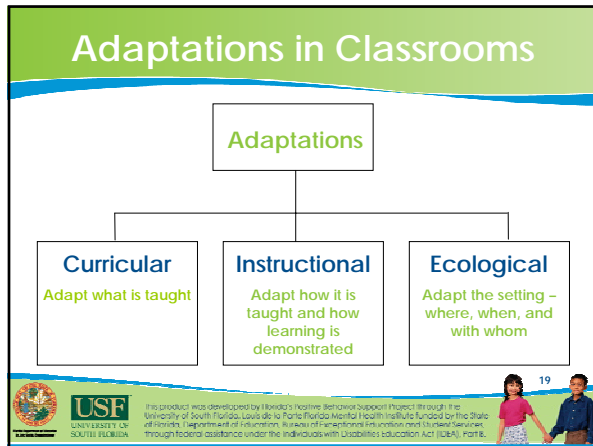 Adaptations in Classrooms
Adaptations
Curricular
Adapt what is taught
Instructional
Adapt how it is
taught and how
learning is
demonstrated
Ecological
Adapt the setting –
where, when, and
with whom
19
USF
UNIVERSITY OF
SOUTH FLORIDA
This product was developed by Florida's Positive Behavior Support Project through the
University of South Florida, Louis de la Parte Florida Mental Health Institute funded by the State
of Florida, Department of Education, Bureau of Exceptional Education and Student Services,
through federal assistance under the Individuals with Disabilities Education Act (IDEA), Part B.